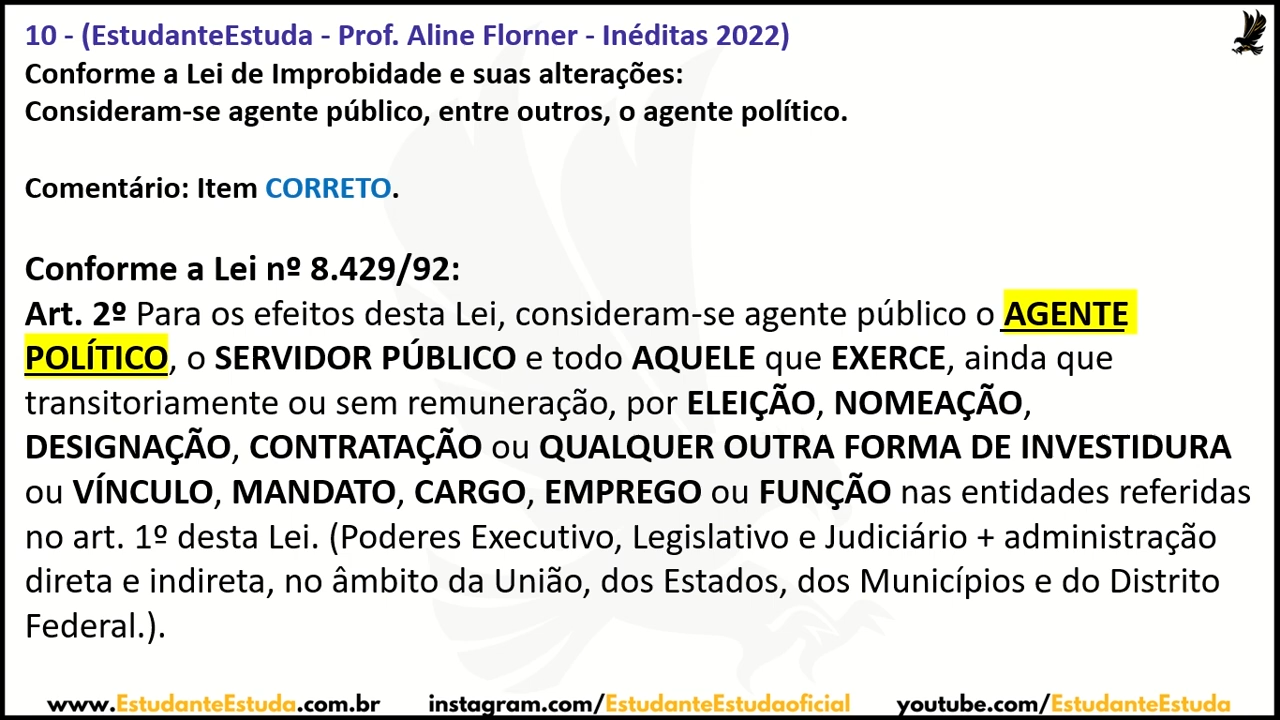 10 - (EstudanteEstuda - Prof. Aline Florner - Inéditas 2022)
Conforme a Lei de Improbidade e suas alterações:
Consideram-se agente público, entre outros, o agente político.
Comentário: Item CORRETO.
Conforme a Lei nº 8.429/92:
Art. 2º Para os efeitos desta Lei, consideram-se agente público o AGENTE
POLÍTICO, o SERVIDOR PÚBLICO e todo AQUELE que EXERCE, ainda que
transitoriamente ou sem remuneração, por ELEIÇÃO, NOMEAÇÃO,
DESIGNAÇÃO, CONTRATAÇÃO ou QUALQUER OUTRA FORMA DE INVESTIDURA
ou VÍNCULO, MANDATO, CARGO, EMPREGO ou FUNÇÃO nas entidades referidas
no art. 1º desta Lei. (Poderes Executivo, Legislativo e Judiciário + administração
direta e indireta, no âmbito da União, dos Estados, dos Municípios e do Distrito
Federal.).
www.EstudanteEstuda.com.br instagram.com/EstudanteEstudaoficial youtube.com/EstudanteEstuda